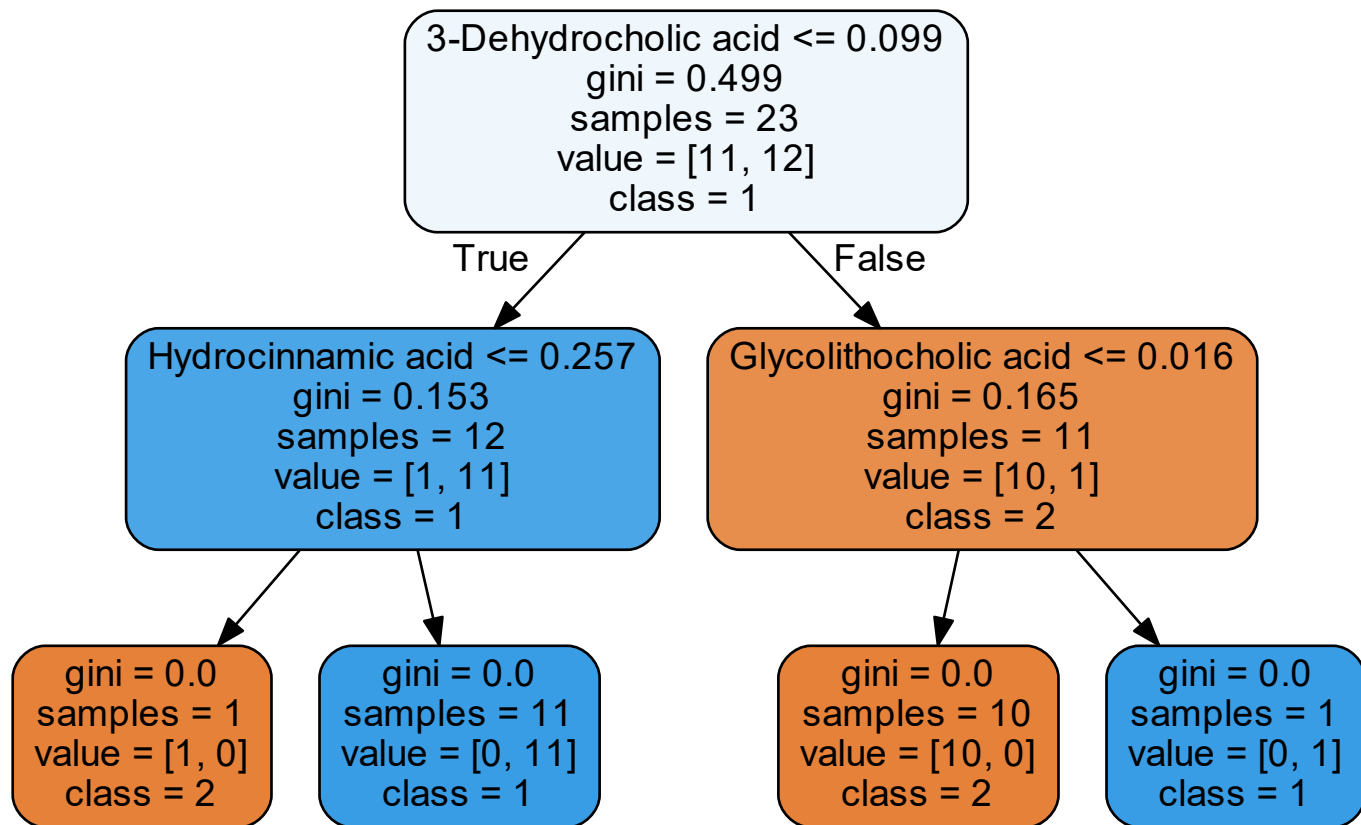 3-Dehydrocholic acid <= 0.099
gini = 0.499
samples = 23
value = [11, 12]
class = 1
True
False
Hydrocinnamic acid <= 0.257
gini = 0.153
samples = 12
value = [1, 11]
class = 1
Glycolithocholic acid <= 0.016
gini = 0.165
samples = 11
value = [10, 1]
class = 2
gini = 0.0
samples = 1
value = [1, 0]
class = 2
gini = 0.0
samples = 11
value = [0, 11]
class = 1
gini = 0.0
samples = 10
value = [10, 0]
class = 2
gini = 0.0
samples = 1
value = [0, 1]
class = 1